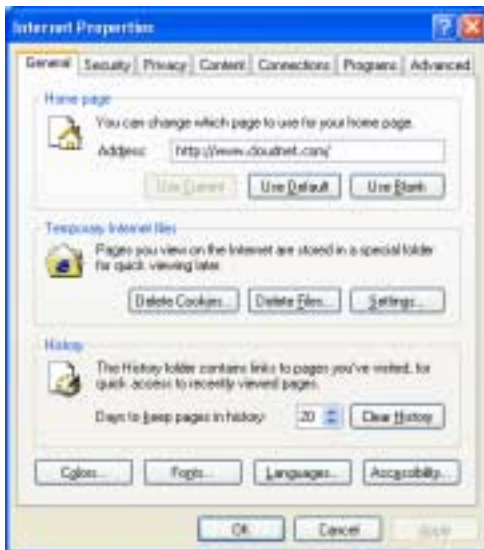 Internet Properties
General Security Privacy Content Connections Programs Advanced
Home page
You can change which page to use for your home page.
Address: http://www.cloudnet.com/
Use Current Use Default Use Blank
Temporary Internet files
Pages you view on the Internet are stored in a special folder
for quick viewing later.
Delete Cookies... Delete Files... Settings...
History
The History folder contains links to pages you've visited, for
quick access to recently viewed pages.
Days to keep pages in history: 20 Clear History
Colors... Fonts... Languages... Accessibility...
OK Cancel Apply